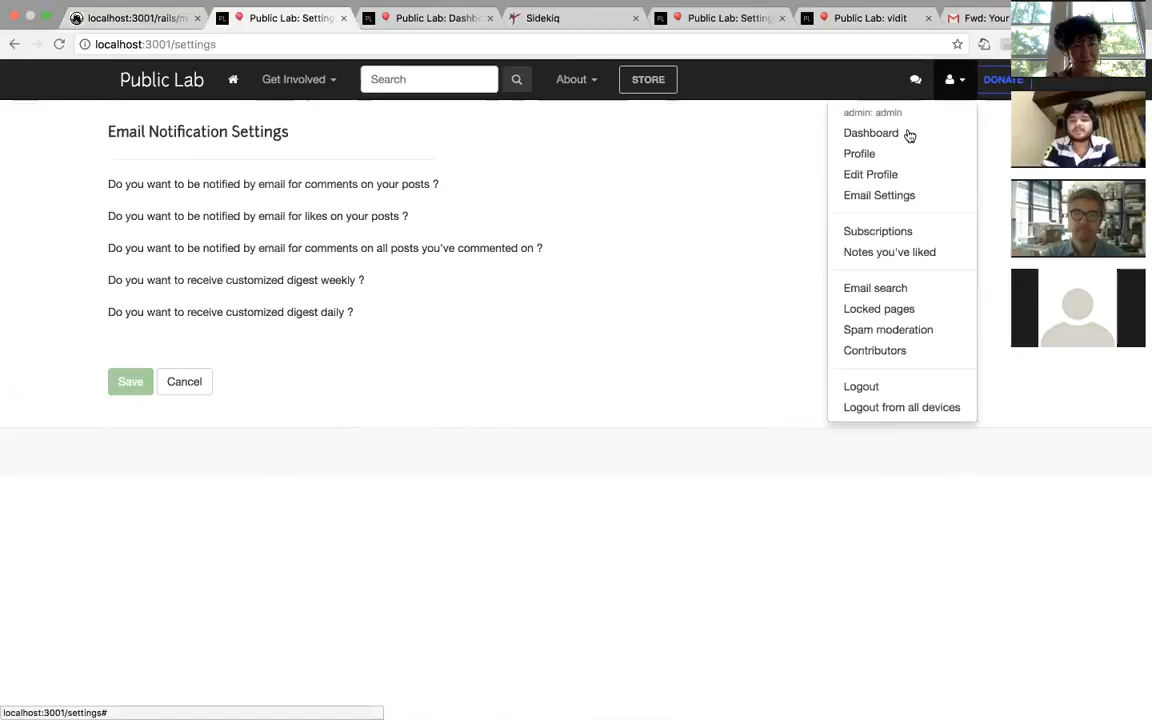 localhost:3001/rails/m
Public Lab: Setting
Public Lab: Dashb
Sidekiq
Public Lab: Setting
Public Lab: vidit
Fwd: Your
localhost:3001/settings
Public Lab
Get Involved
Search
About
STORE
DONATE
admin: admin
Dashboard
Profile
Edit Profile
Email Settings
Subscriptions
Notes you've liked
Email search
Locked pages
Spam moderation
Contributors
Logout
Logout from all devices
Email Notification Settings
Do you want to be notified by email for comments on your posts ?
Do you want to be notified by email for likes on your posts ?
Do you want to be notified by email for comments on all posts you've commented on ?
Do you want to receive customized digest weekly ?
Do you want to receive customized digest daily ?
Save Cancel
localhost:3001/settings#